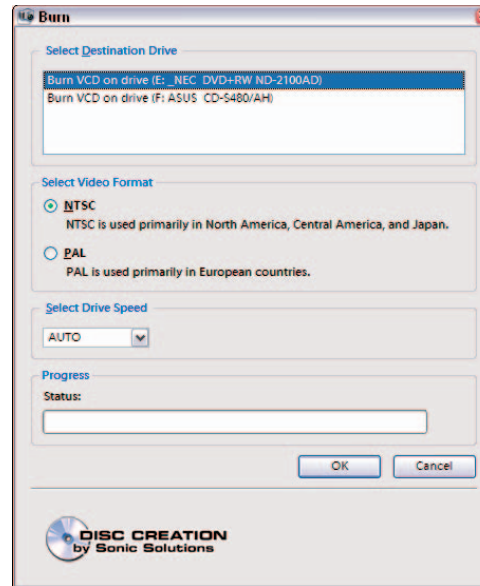 Burn
Select Destination Drive
Burn VCD on drive (E: _NEC DVD+RW ND-2100AD)
Burn VCD on drive (F: ASUS CD-S480/AH)
Select Video Format
NTSC
NTSC is used primarily in North America, Central America, and Japan.
PAL
PAL is used primarily in European countries.
Select Drive Speed
AUTO
Progress
Status:
OK Cancel
DISC CREATION
by Sonic Solutions